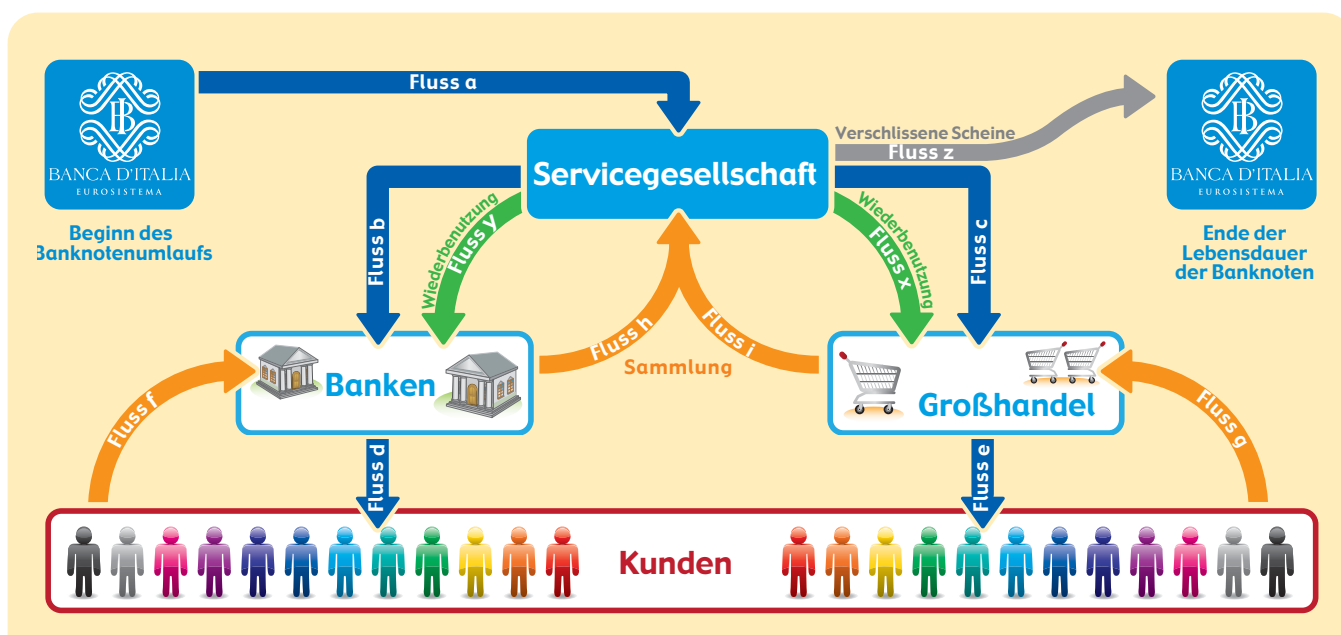 Fluss a
BANCA D'ITALIA
EUROSISTEMA
Beginn des
Banknotenumlaufs
Servicegesellschaft
Verschlissene Scheine
Fluss z
BANCA D'ITALIA
EUROSISTEMA
Ende der
Lebensdauer
der Banknoten
Fluss b
Wiederbenutzung
Fluss y
Wiederbenutzung
Fluss x
Fluss c
Fluss h
Fluss i
Sammlung
Banken
Großhandel
Fluss f
Fluss d
Fluss e
Fluss g
Kunden